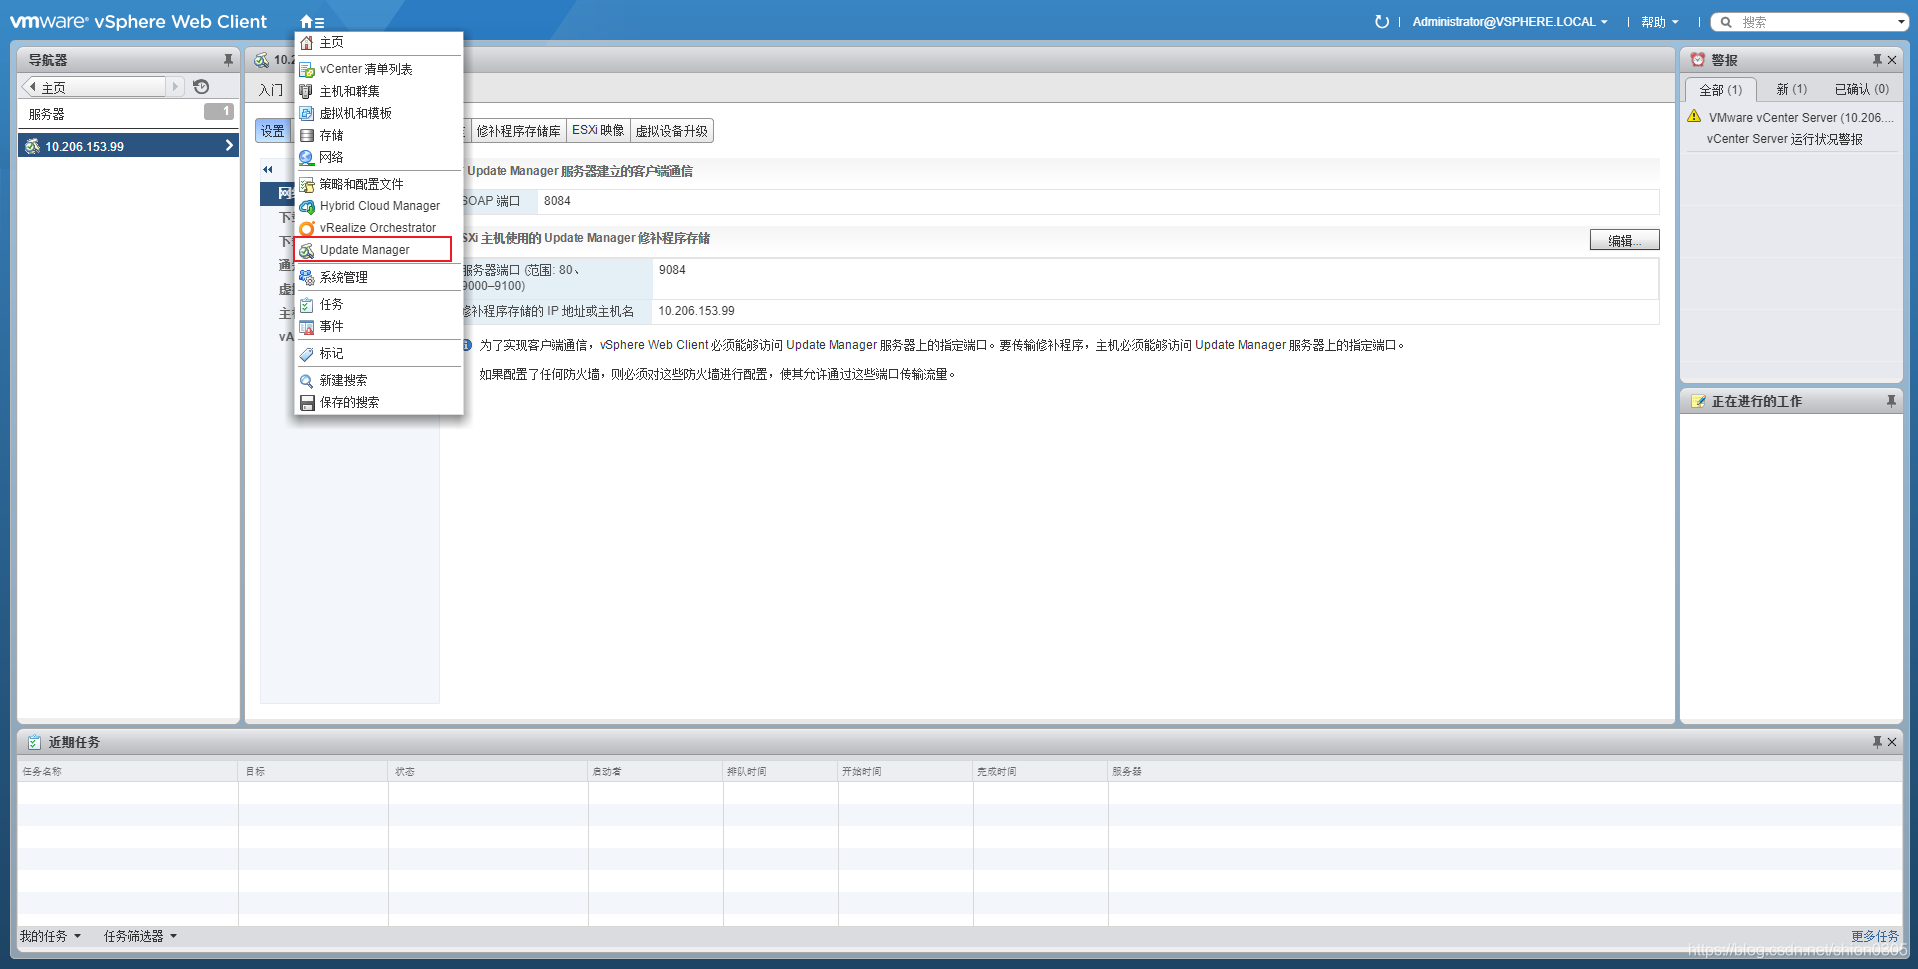 vmware® vSphere Web Client
Administrator@VSPHERE.LOCAL
帮助
搜索
导航器
主页
服务器
1
10.206.153.99
主页
vCenter 清单列表
主机和群集
虚拟机和模板
存储
网络
策略和配置文件
Hybrid Cloud Manager
vRealize Orchestrator
Update Manager
系统管理
任务
事件
标记
新建搜索
保存的搜索
10.2
入门
设置
修补程序存储库
ESXi 映像
虚拟设备升级
下
下
通
主
vA
Update Manager 服务器建立的客户端通信
SOAP 端口
8084
SXi 主机使用的 Update Manager 修补程序存储
编辑...
服务器端口 (范围: 80、
9000–9100)
9084
修补程序存储的 IP 地址或主机名
10.206.153.99
为了实现客户端通信，vSphere Web Client 必须能够访问 Update Manager 服务器上的指定端口。要传输修补程序，主机必须能够访问 Update Manager 服务器上的指定端口。
如果配置了任何防火墙，则必须对这些防火墙进行配置，使其允许通过这些端口传输流量。
警报
全部 (1)
新 (1)
已确认 (0)
VMware vCenter Server (10.206....
vCenter Server 运行状况警报
正在进行的工作
近期任务
任务名称
目标
状态
启动者
排队时间
开始时间
完成时间
服务器
我的任务
任务筛选器
更多任务
https://blog.csdn.net/shion0305